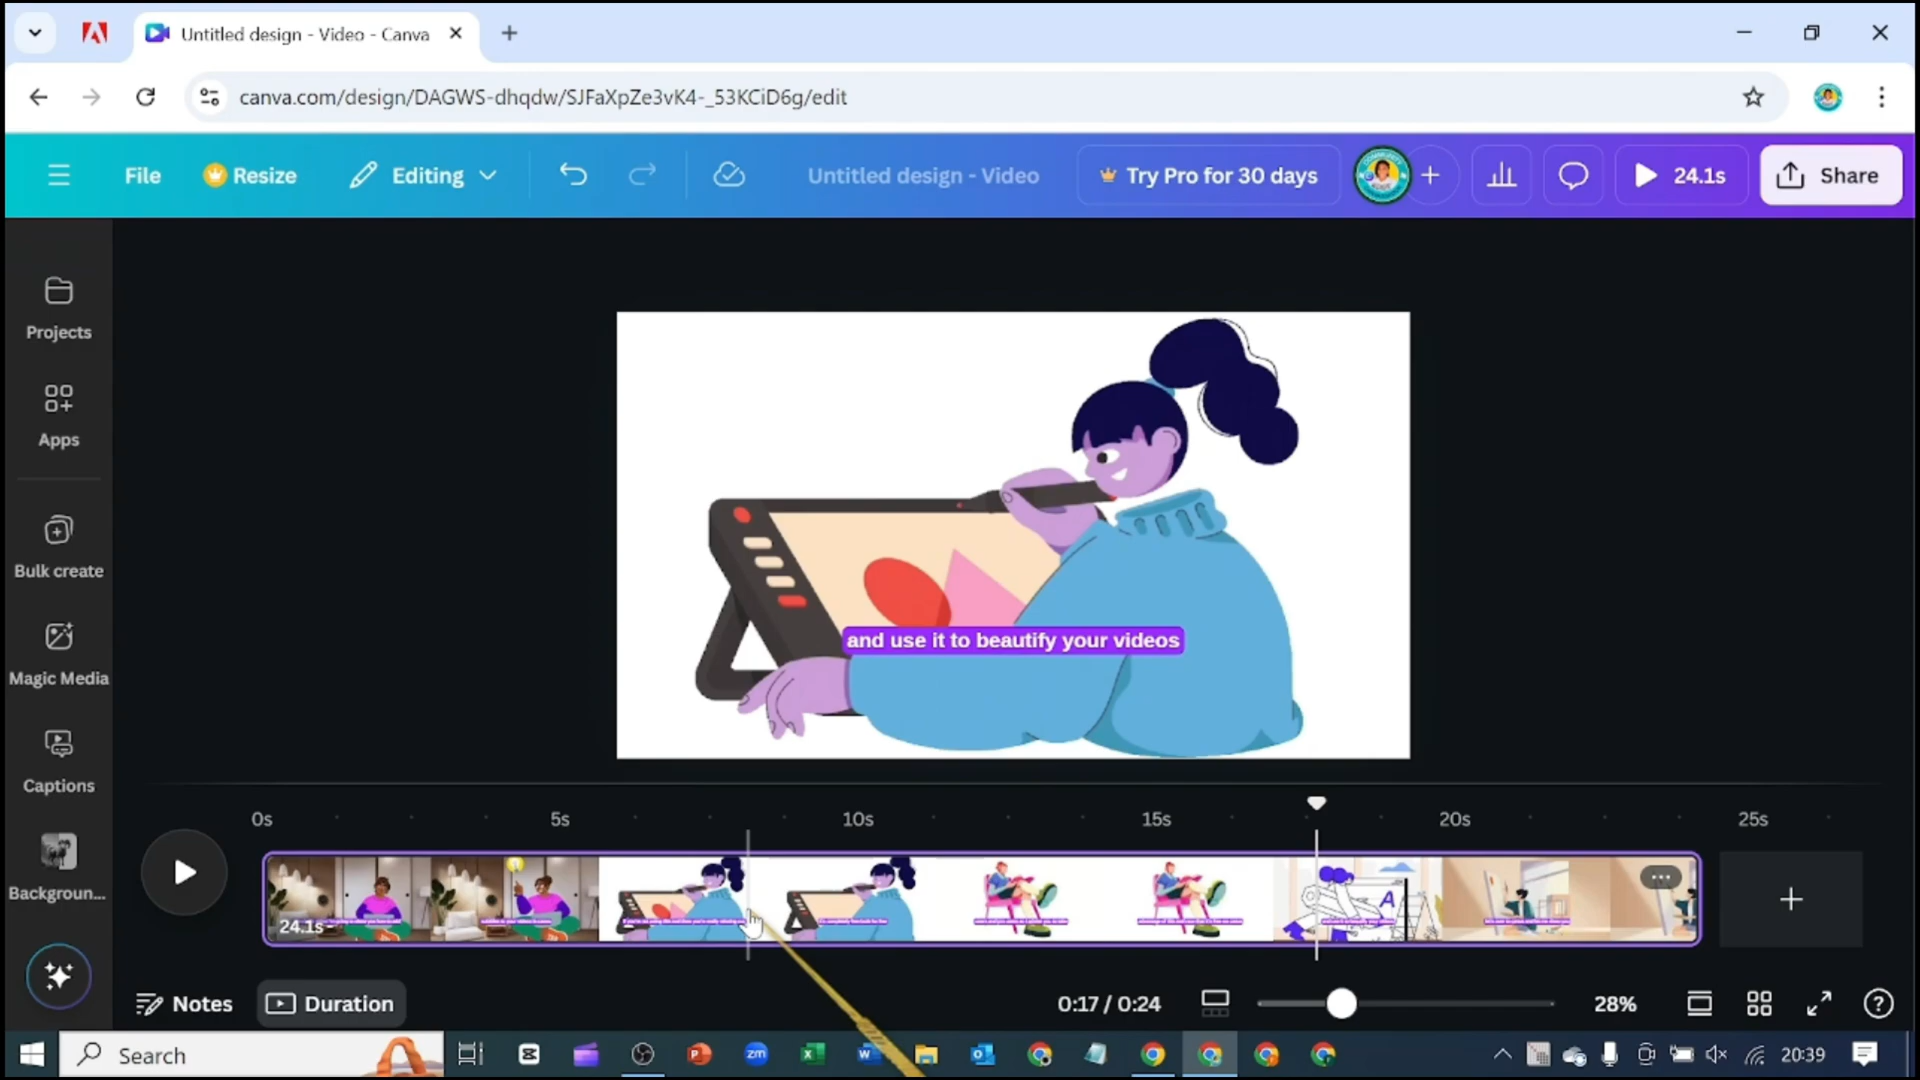 Untitled design - Video - Canva
canva.com/design/DAGWS-dhqdw/SJFaXpZe3vK4-_53KCiD6g/edit
File
Resize
Editing
Untitled design - Video
Try Pro for 30 days
24.1s
Share
Projects
Apps
Bulk create
Magic Media
Captions
Backgroun...
and use it to beautify your videos
0s
5s
10s
15s
20s
25s
24.1s
A
Notes
Duration
0:17 / 0:24
28%
Search
zm
20:39